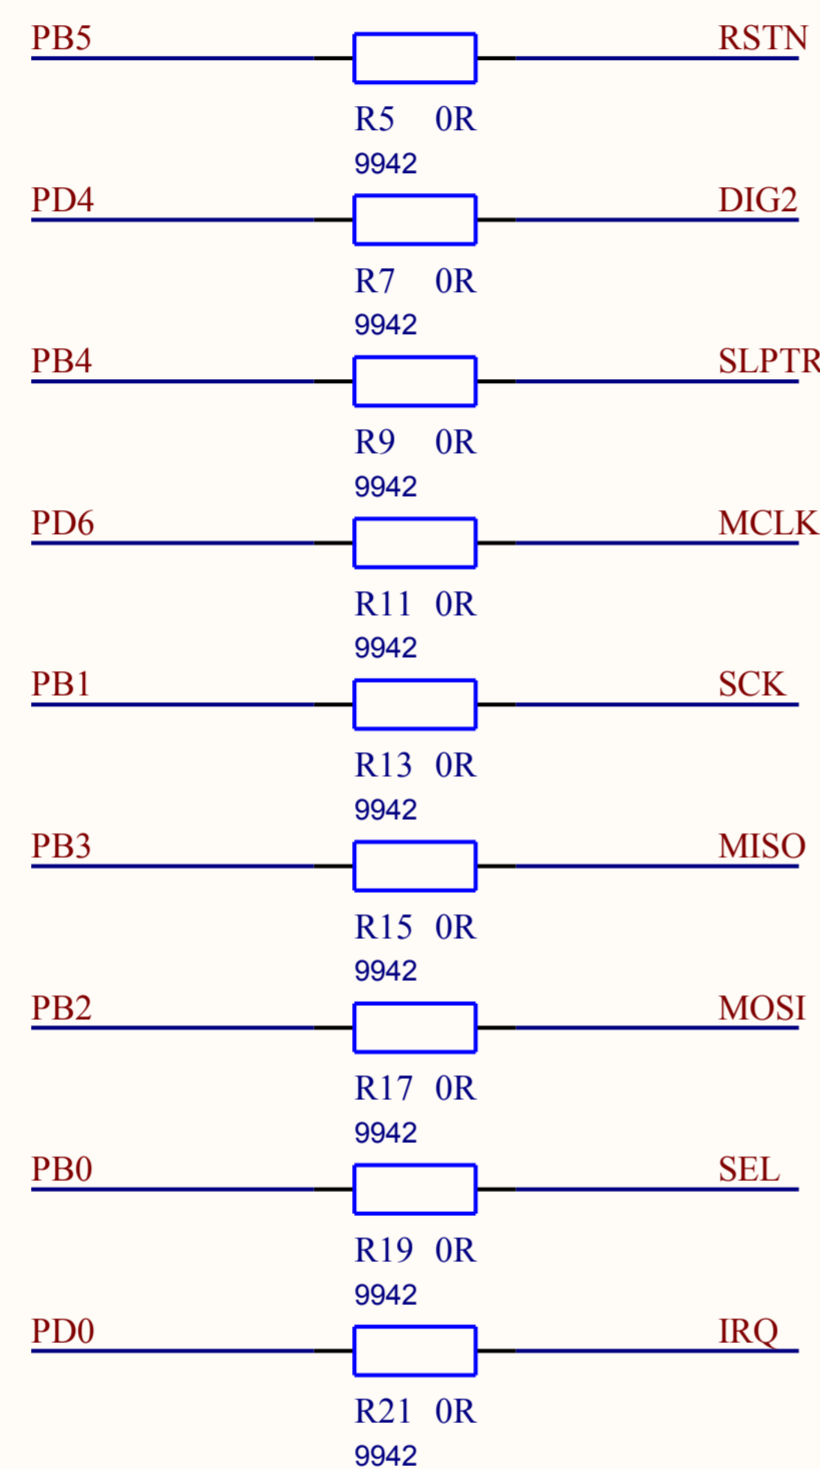 PB5 RSTN
R5 0R
9942
PD4 DIG2
R7 0R
9942
PB4 SLPTR
R9 0R
9942
PD6 MCLK
R11 0R
9942
PB1 SCK
R13 0R
9942
PB3 MISO
R15 0R
9942
PB2 MOSI
R17 0R
9942
PB0 SEL
R19 0R
9942
PD0 IRQ
R21 0R
9942